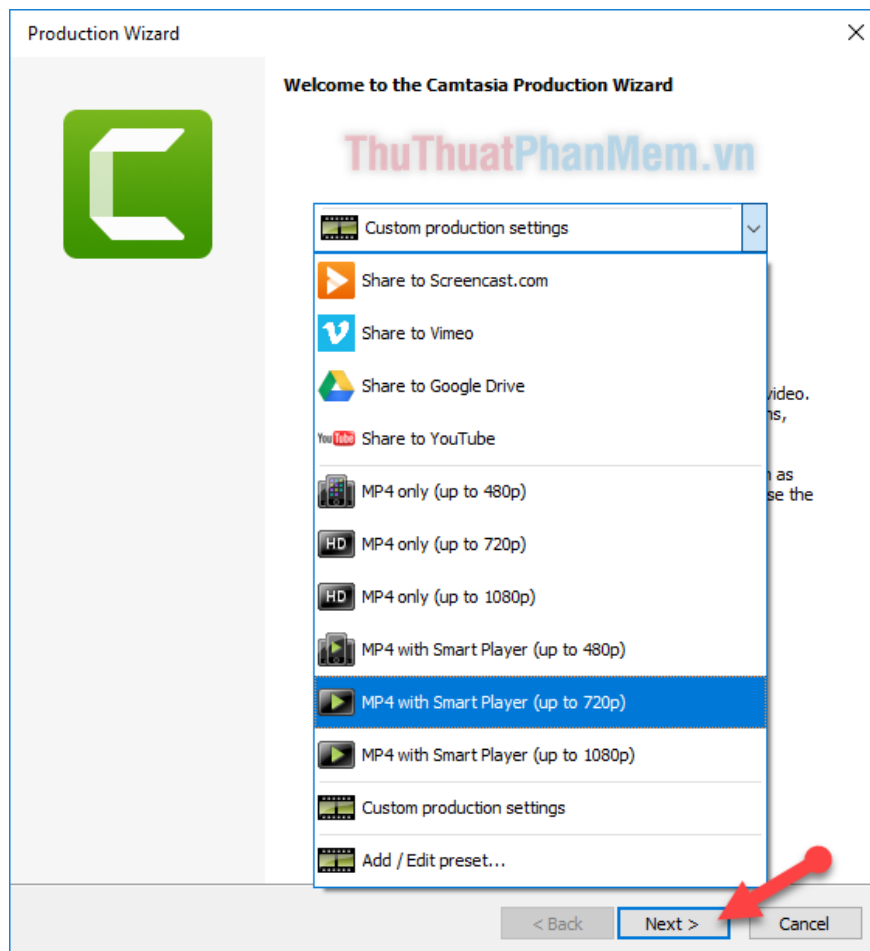 Production Wizard
Welcome to the Camtasia Production Wizard
ThuThuatPhanMem.vn
Custom production settings
Share to Screencast.com
Share to Vimeo
Share to Google Drive
video.
ns,
You Tube Share to YouTube
n as
MP4 only (up to 480p)
se the
HD MP4 only (up to 720p)
HD MP4 only (up to 1080p)
MP4 with Smart Player (up to 480p)
MP4 with Smart Player (up to 720p)
MP4 with Smart Player (up to 1080p)
Custom production settings
Add / Edit preset...
< Back Next > Cancel